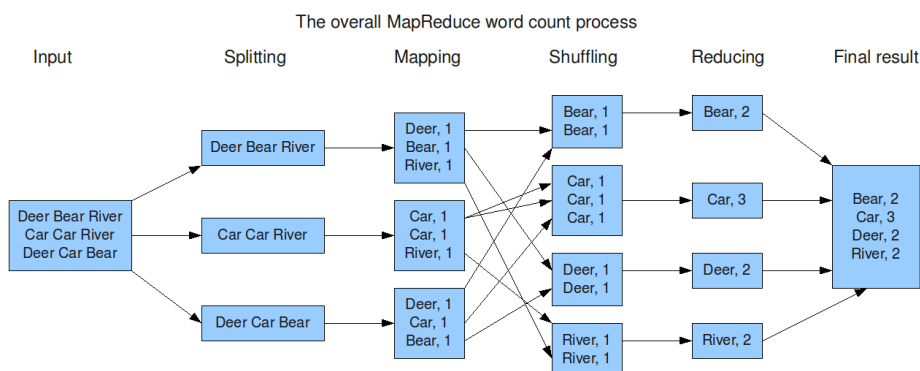 The overall MapReduce word count process
Input
Splitting
Mapping
Shuffling
Reducing
Final result
Deer Bear River
Car Car River
Deer Car Bear
Deer Bear River
Car Car River
Deer Car Bear
Deer, 1
Bear, 1
River, 1
Car, 1
Car, 1
River, 1
Deer, 1
Car, 1
Bear, 1
Bear, 1
Bear, 1
Car, 1
Car, 1
Car, 1
Deer, 1
Deer, 1
River, 1
River, 1
Bear, 2
Car, 3
Deer, 2
River, 2
Bear, 2
Car, 3
Deer, 2
River, 2